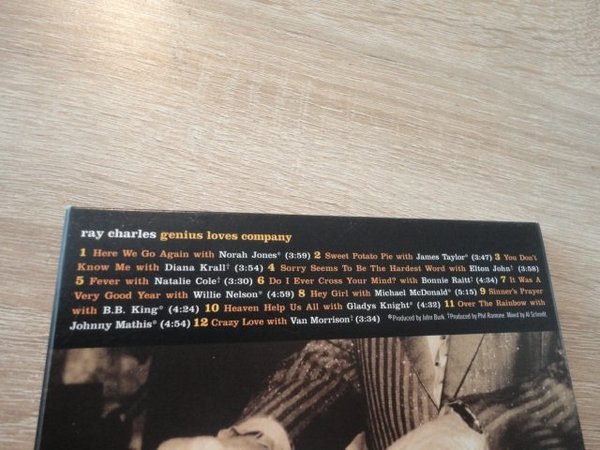 ray charles genius loves company
1 Here We Go Again with Norah Jones* (3:59) 2 Sweet Potato Pie with James Taylor* (3:47) 3 You Don't
Know Me with Diana Krall‡ (3:54) 4 Sorry Seems To Be The Hardest Word with Elton John‡ (3:58)
5 Fever with Natalie Cole‡ (3:30) 6 Do I Ever Cross Your Mind? with Bonnie Raitt‡ (4:34) 7 It Was A
Very Good Year with Willie Nelson* (4:59) 8 Hey Girl with Michael McDonald* (5:15) 9 Sinner's Prayer
with B.B. King* (4:24) 10 Heaven Help Us All with Gladys Knight* (4:32) 11 Over The Rainbow with
Johnny Mathis* (4:54) 12 Crazy Love with Van Morrison‡ (3:34) *Produced by John Burk. ‡Produced by Phil Ramone. Mixed by Al Schmitt